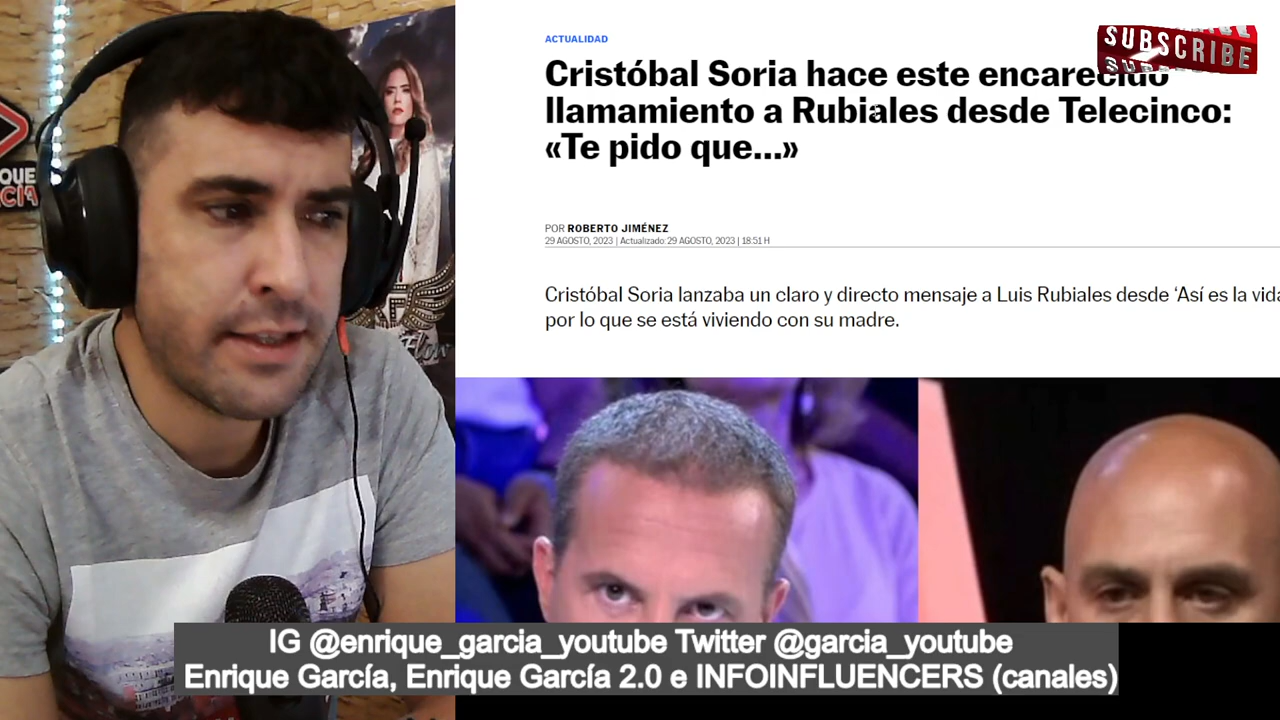 ACTUALIDAD
SUBSCRIBE
Cristóbal Soria hace este encarecido
llamamiento a Rubiales desde Telecinco:
«Te pido que...»
POR ROBERTO JIMÉNEZ
29 AGOSTO, 2023 | Actualizado: 29 AGOSTO, 2023 | 18:51 H
Cristóbal Soria lanzaba un claro y directo mensaje a Luis Rubiales desde ‘Así es la vida
por lo que se está viviendo con su madre.
QUE
CIA
Flow
IG @enrique_garcia_youtube Twitter @garcia_youtube
Enrique García, Enrique García 2.0 e INFOINFLUENCERS (canales)